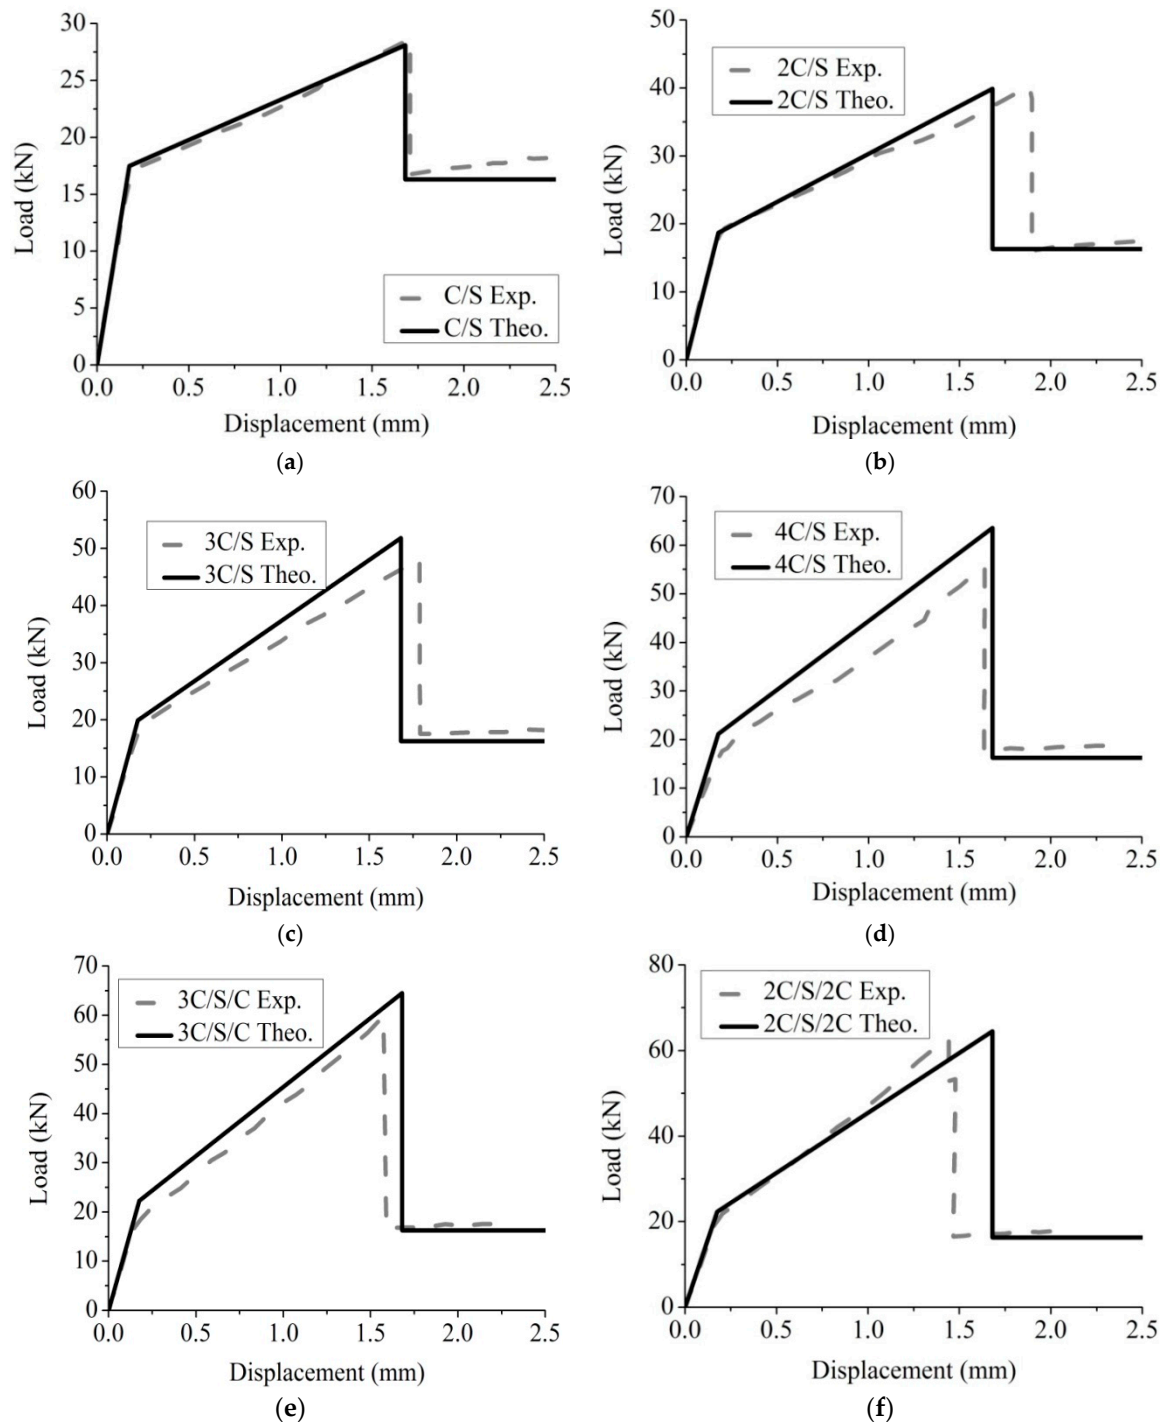 30
25
20
15
10
5
0
Load (kN)
C/S Exp.
C/S Theo.
0.0 0.5 1.0 1.5 2.0 2.5
Displacement (mm)
(a)
50
40
30
20
10
0
Load (kN)
2C/S Exp.
2C/S Theo.
0.0 0.5 1.0 1.5 2.0 2.5
Displacement (mm)
(b)
60
50
40
30
20
10
0
Load (kN)
3C/S Exp.
3C/S Theo.
0.0 0.5 1.0 1.5 2.0 2.5
Displacement (mm)
(c)
70
60
50
40
30
20
10
0
Load (kN)
4C/S Exp.
4C/S Theo.
0.0 0.5 1.0 1.5 2.0 2.5
Displacement (mm)
(d)
70
60
50
40
30
20
10
0
Load (kN)
3C/S/C Exp.
3C/S/C Theo.
0.0 0.5 1.0 1.5 2.0 2.5
Displacement (mm)
(e)
80
60
40
20
0
Load (kN)
2C/S/2C Exp.
2C/S/2C Theo.
0.0 0.5 1.0 1.5 2.0 2.5
Displacement (mm)
(f)